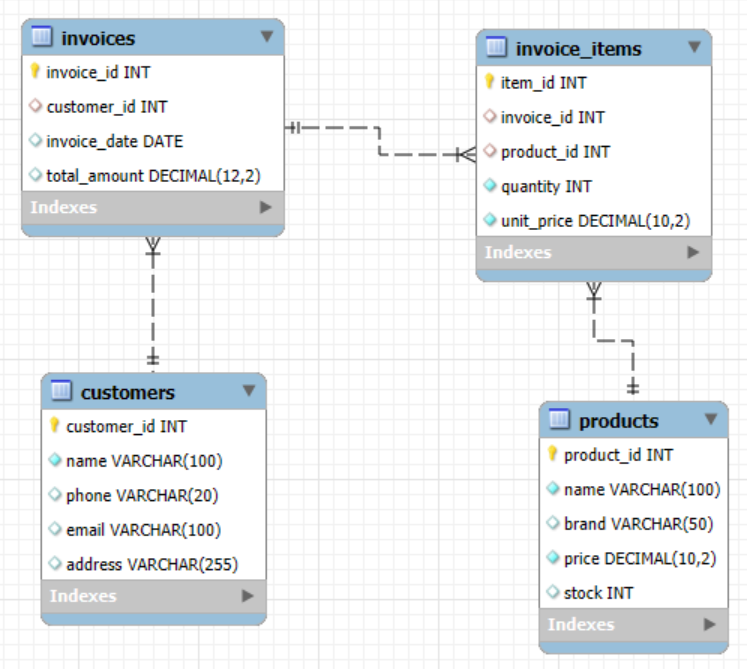 invoices
invoice_id INT
customer_id INT
invoice_date DATE
total_amount DECIMAL(12,2)
Indexes
invoice_items
item_id INT
invoice_id INT
product_id INT
quantity INT
unit_price DECIMAL(10,2)
Indexes
customers
customer_id INT
name VARCHAR(100)
phone VARCHAR(20)
email VARCHAR(100)
address VARCHAR(255)
Indexes
products
product_id INT
name VARCHAR(100)
brand VARCHAR(50)
price DECIMAL(10,2)
stock INT
Indexes